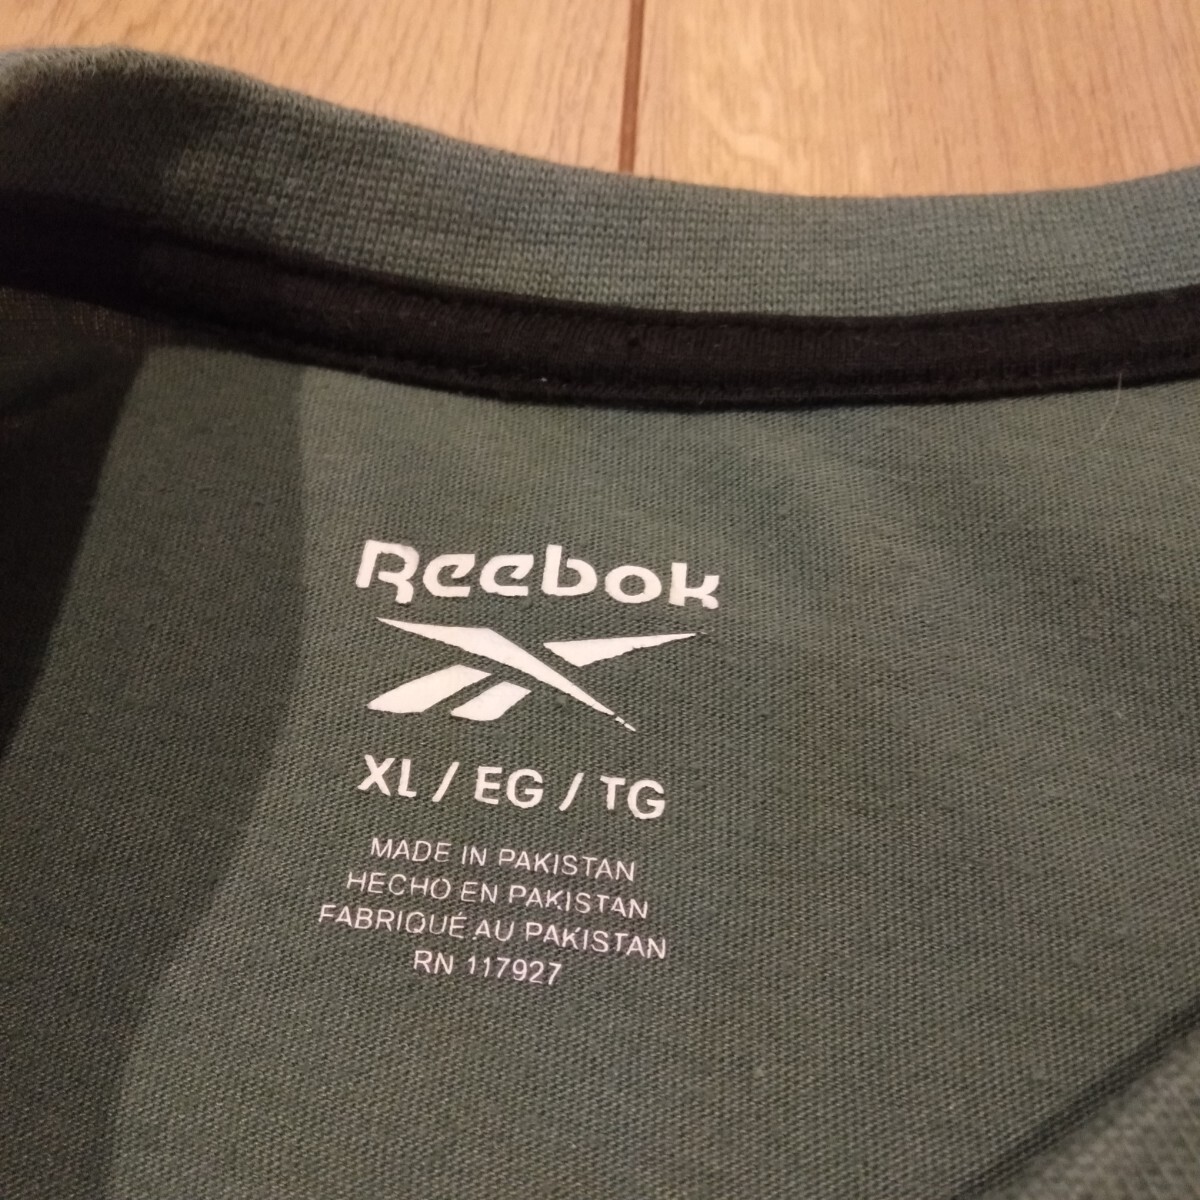 Reebok
XL / EG / TG
MADE IN PAKISTAN
HECHO EN PAKISTAN
FABRIQUÉ AU PAKISTAN
RN 117927